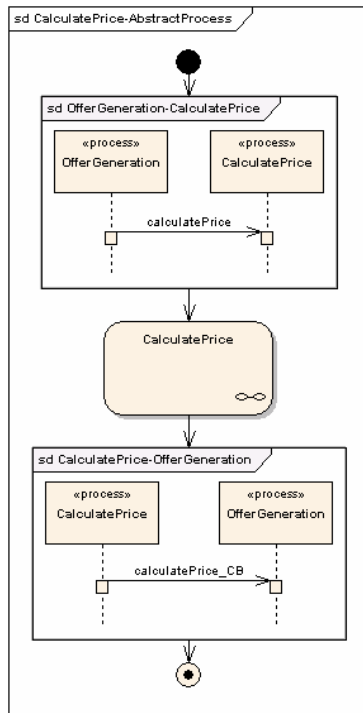 sd CalculatePrice-AbstractProcess
sd OfferGeneration-CalculatePrice
«process»
OfferGeneration
«process»
CalculatePrice
calculatePrice
CalculatePrice
sd CalculatePrice-OfferGeneration
«process»
CalculatePrice
«process»
OfferGeneration
calculatePrice_CB